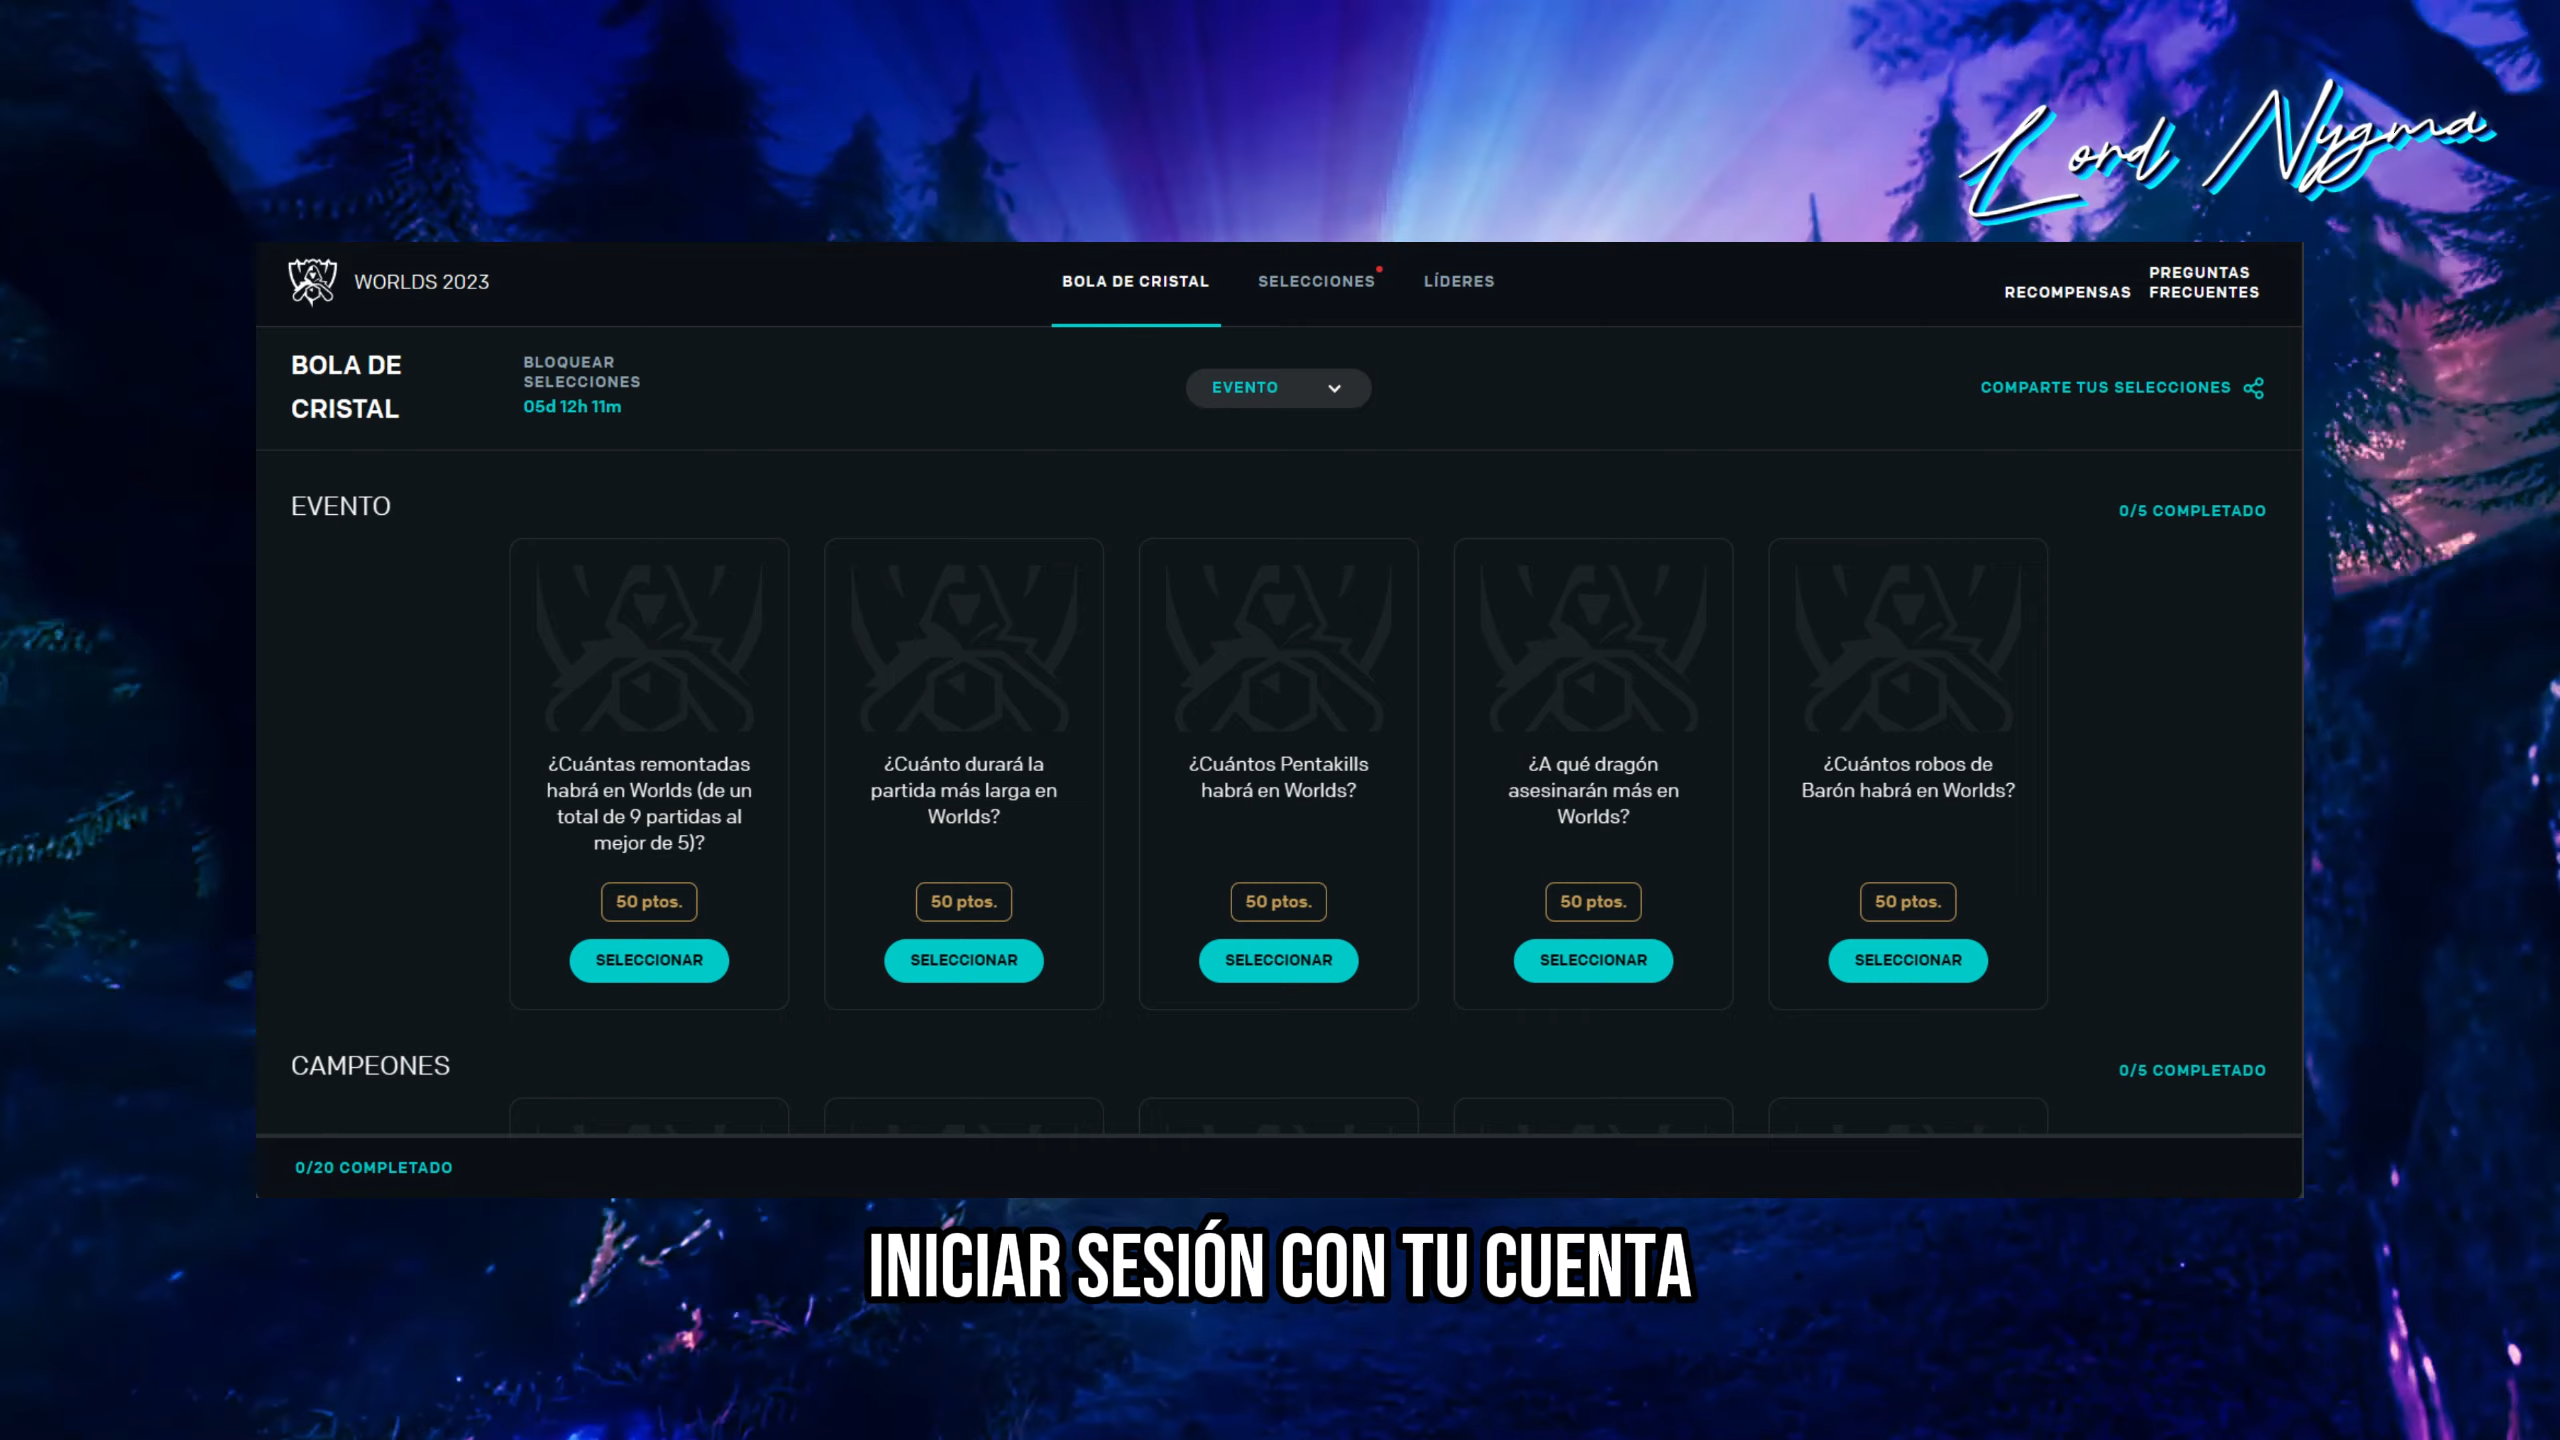 Lord Nygma
WORLDS 2023
BOLA DE CRISTAL
SELECCIONES
LÍDERES
RECOMPENSAS
PREGUNTAS
FRECUENTES
BOLA DE
CRISTAL
BLOQUEAR
SELECCIONES
05d 12h 11m
EVENTO
COMPARTE TUS SELECCIONES
EVENTO
0/5 COMPLETADO
¿Cuántas remontadas
habrá en Worlds (de un
total de 9 partidas al
mejor de 5)?
50 ptos.
SELECCIONAR
¿Cuánto durará la
partida más larga en
Worlds?
50 ptos.
SELECCIONAR
¿Cuántos Pentakills
habrá en Worlds?
50 ptos.
SELECCIONAR
¿A qué dragón
asesinarán más en
Worlds?
50 ptos.
SELECCIONAR
¿Cuántos robos de
Barón habrá en Worlds?
50 ptos.
SELECCIONAR
CAMPEONES
0/5 COMPLETADO
0/20 COMPLETADO
INICIAR SESIÓN CON TU CUENTA